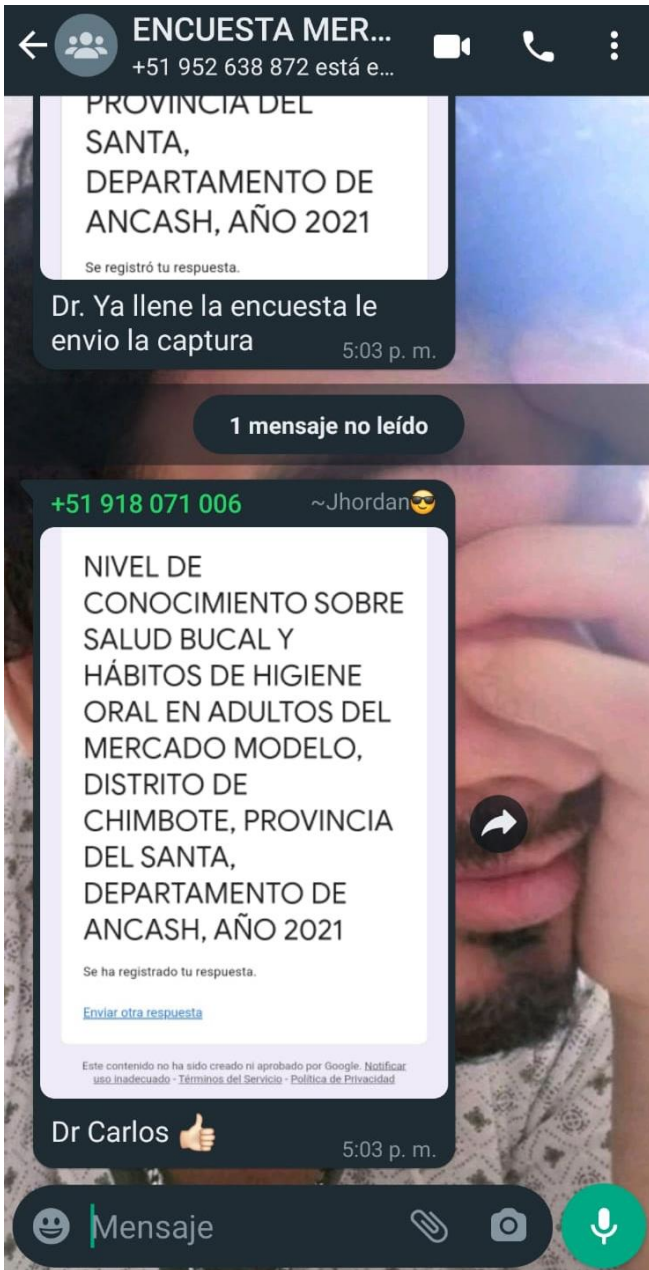 ENCUESTA MER...
+51 952 638 872 está e...
PROVINCIA DEL
SANTA,
DEPARTAMENTO DE
ANCASH, AÑO 2021
Se registró tu respuesta.
Dr. Ya llene la encuesta le
envio la captura
5:03 p. m.
1 mensaje no leído
+51 918 071 006 ~Jhordan😎
NIVEL DE
CONOCIMIENTO SOBRE
SALUD BUCAL Y
HÁBITOS DE HIGIENE
ORAL EN ADULTOS DEL
MERCADO MODELO,
DISTRITO DE
CHIMBOTE, PROVINCIA
DEL SANTA,
DEPARTAMENTO DE
ANCASH, AÑO 2021
Se ha registrado tu respuesta.
Enviar otra respuesta
Este contenido no ha sido creado ni aprobado por Google. Notificar
uso inadecuado - Términos del Servicio - Política de Privacidad
Dr Carlos 👍🏻
5:03 p. m.
Mensaje